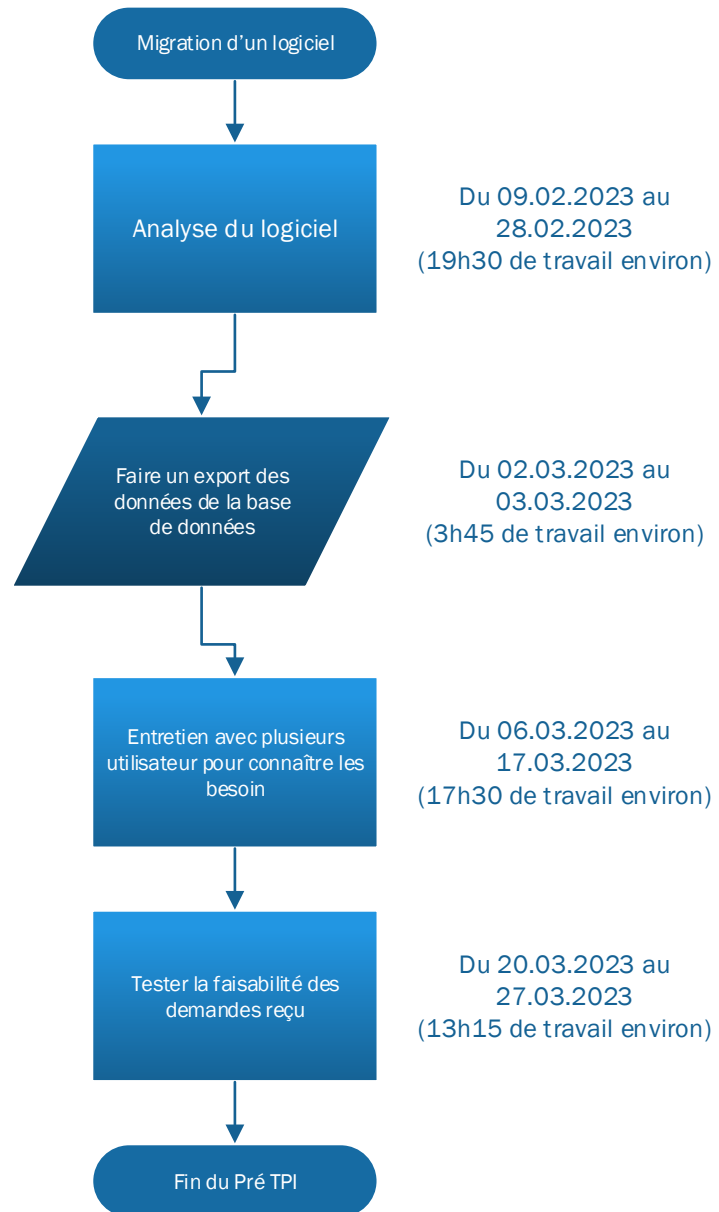 Migration d'un logiciel
Analyse du logiciel
Du 09.02.2023 au
28.02.2023
(19h30 de travail environ)
Faire un export des
données de la base
de données
Du 02.03.2023 au
03.03.2023
(3h45 de travail environ)
Entretien avec plusieurs
utilisateur pour connaître les
besoin
Du 06.03.2023 au
17.03.2023
(17h30 de travail environ)
Tester la faisabilité des
demandes reçu
Du 20.03.2023 au
27.03.2023
(13h15 de travail environ)
Fin du Pré TPI